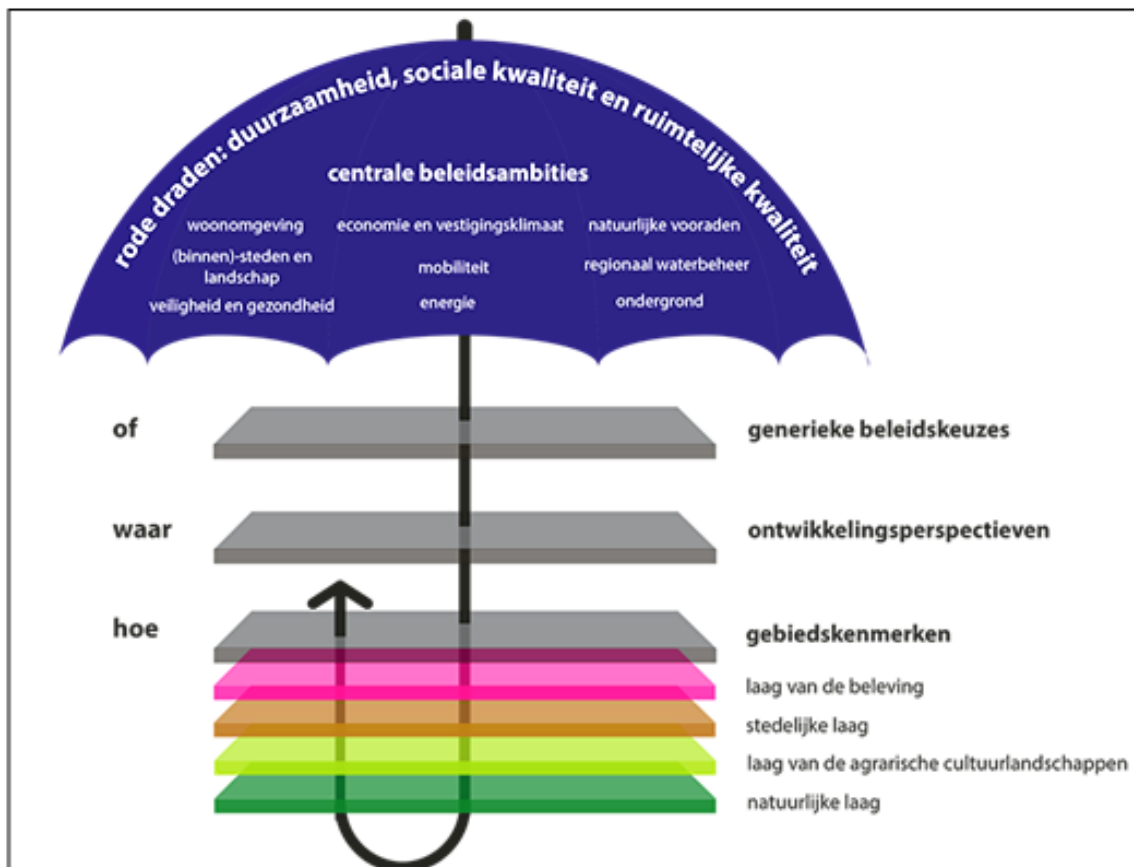 rode draden: duurzaamheid, sociale kwaliteit en ruimtelijke kwaliteit
centrale beleidsambities
woonomgeving
(binnen)-steden en
landschap
veiligheid en gezondheid
economie en vestigingsklimaat
mobiliteit
energie
natuurlijke vooraden
regionaal waterbeheer
ondergrond
of
generieke beleidskeuzes
waar
ontwikkelingsperspectieven
hoe
gebiedskenmerken
laag van de beleving
stedelijke laag
laag van de agrarische cultuurlandschappen
natuurlijke laag